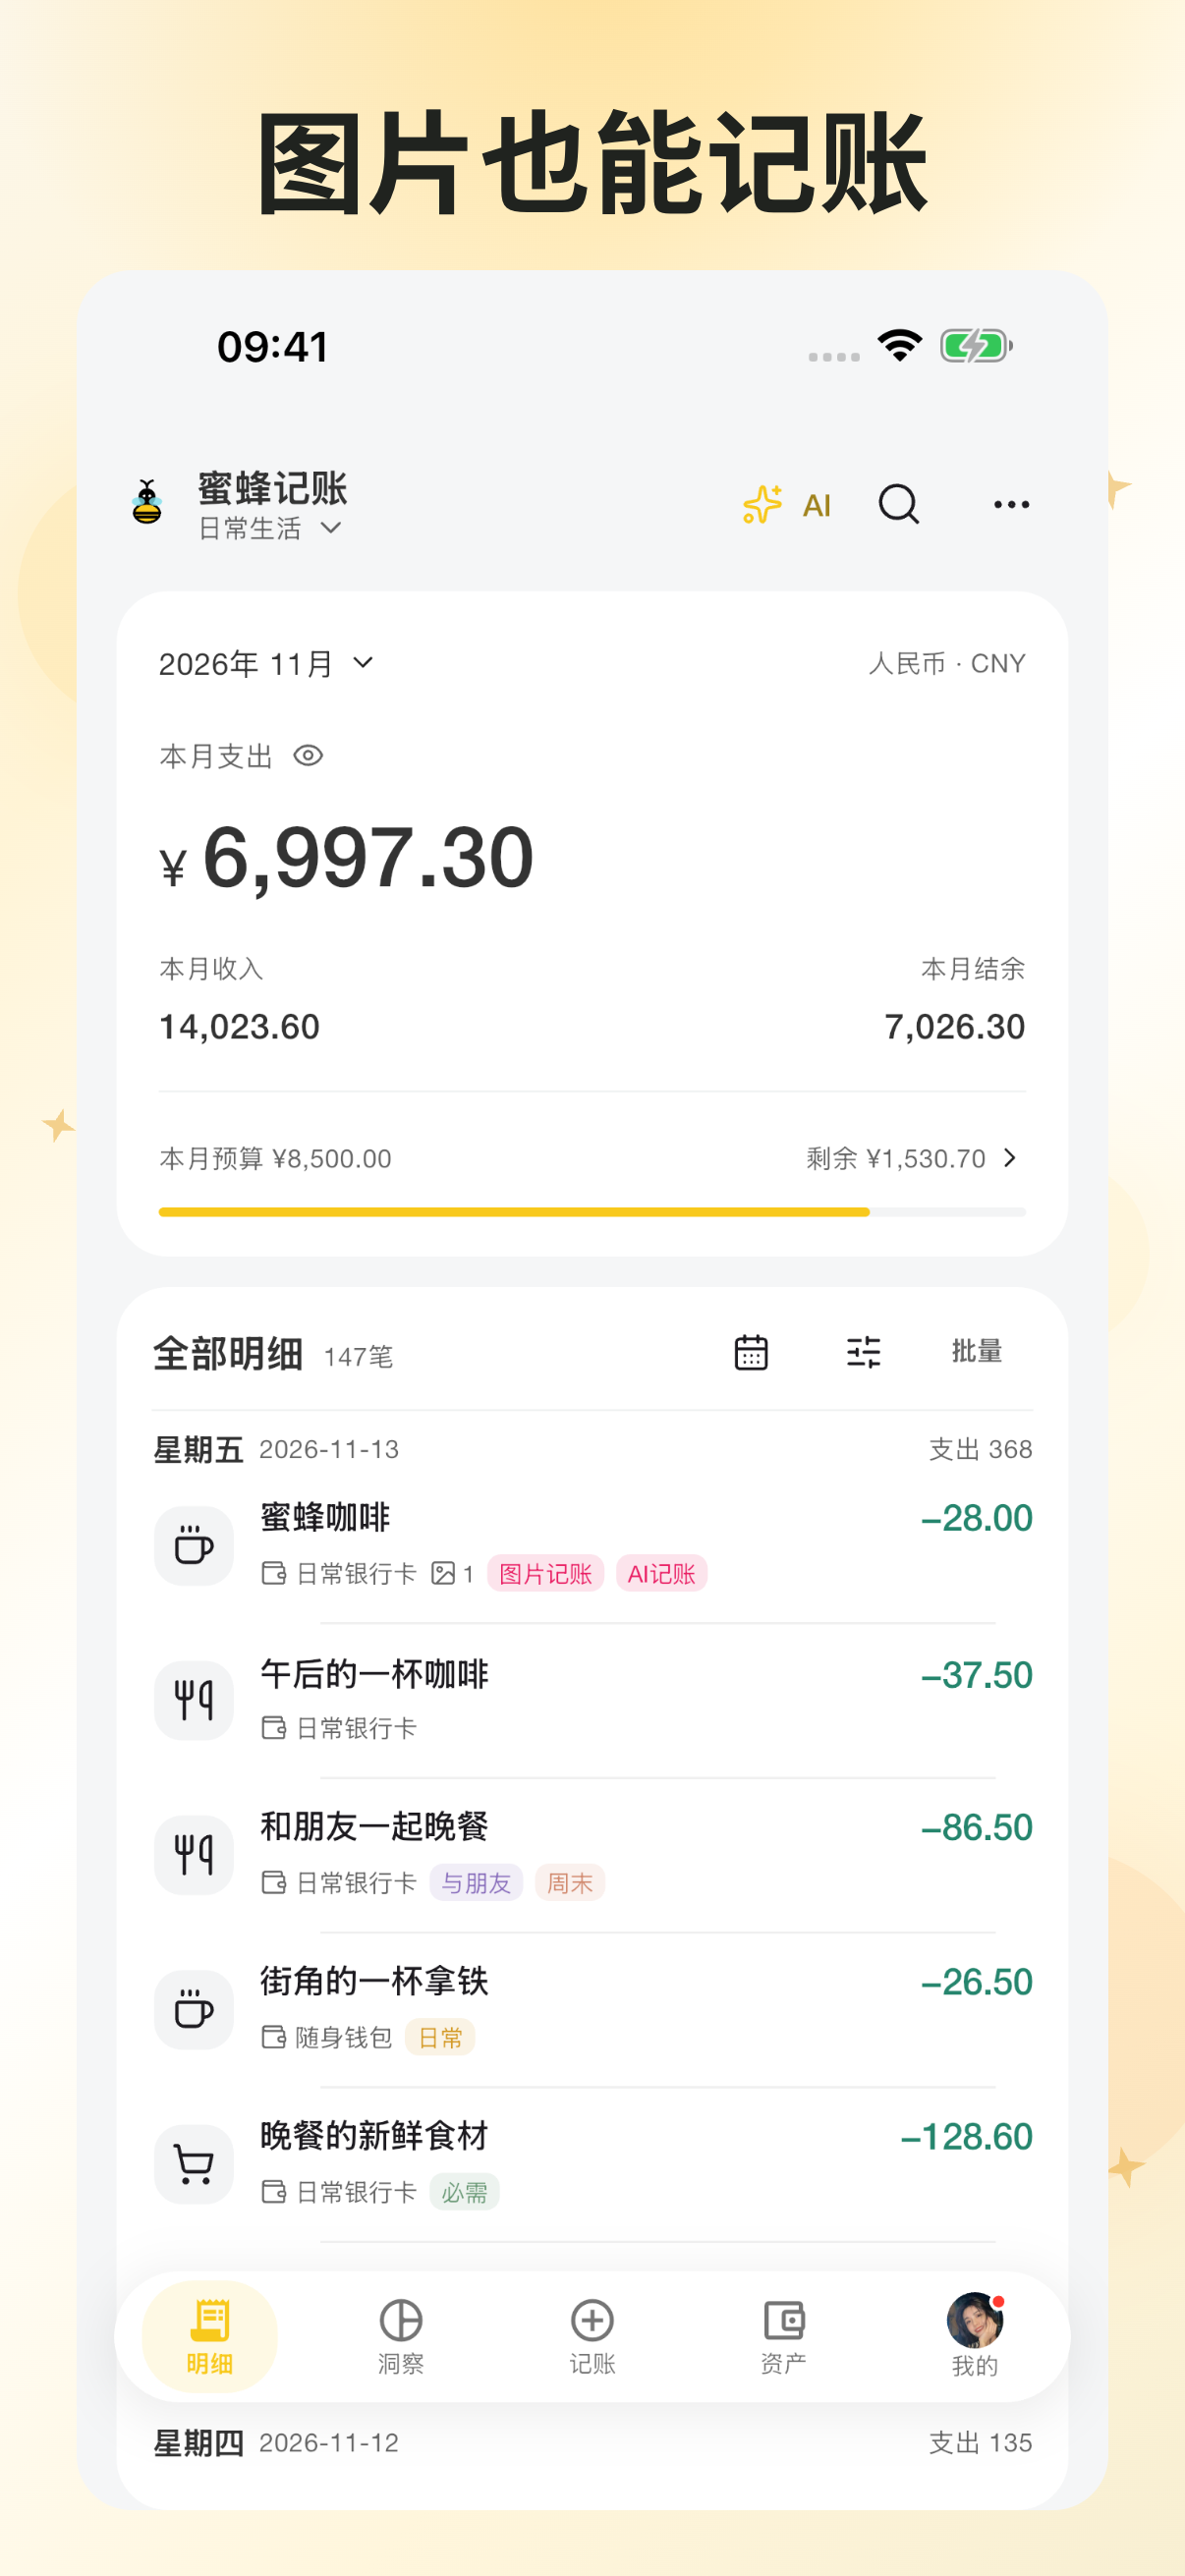 图片也能记账
09:41
蜜蜂记账
日常生活
AI
2026年 11月
人民币 · CNY
本月支出
¥ 6,997.30
本月收入
本月结余
14,023.60
7,026.30
本月预算 ¥8,500.00
剩余 ¥1,530.70
全部明细 147笔
批量
星期五 2026-11-13
支出 368
蜜蜂咖啡
-28.00
日常银行卡 1 图片记账 AI记账
午后的一杯咖啡
-37.50
日常银行卡
和朋友一起晚餐
-86.50
日常银行卡 与朋友 周末
街角的一杯拿铁
-26.50
随身钱包 日常
晚餐的新鲜食材
-128.60
日常银行卡 必需
明细
洞察
记账
资产
我的
星期四 2026-11-12
支出 135